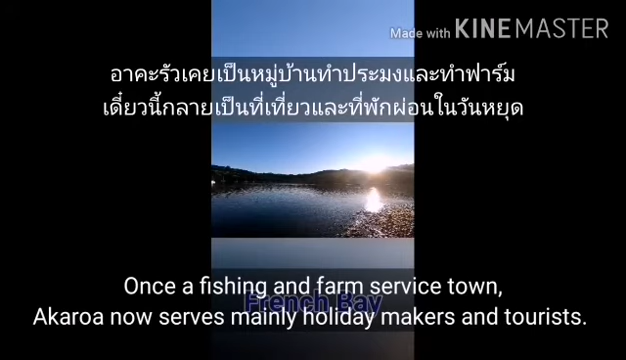 Made with KINEMASTER
อาคะรัวเคยเป็นหมู่บ้านทำประมงและทำฟาร์ม
เดี๋ยวนี้กลายเป็นที่เที่ยวและที่พักผ่อนในวันหยุด
Once a fishing and farm service town,
French Bay
Akaroa now serves mainly holiday makers and tourists.